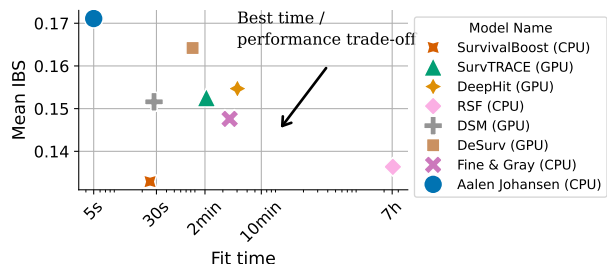 Best time /
performance trade-off
0.17
0.16
0.15
0.14
Mean IBS
5s
30s
2min
10min
7h
Fit time
Model Name
SurvivalBoost (CPU)
SurvTRACE (GPU)
DeepHit (GPU)
RSF (CPU)
DSM (GPU)
DeSurv (GPU)
Fine & Gray (CPU)
Aalen Johansen (CPU)